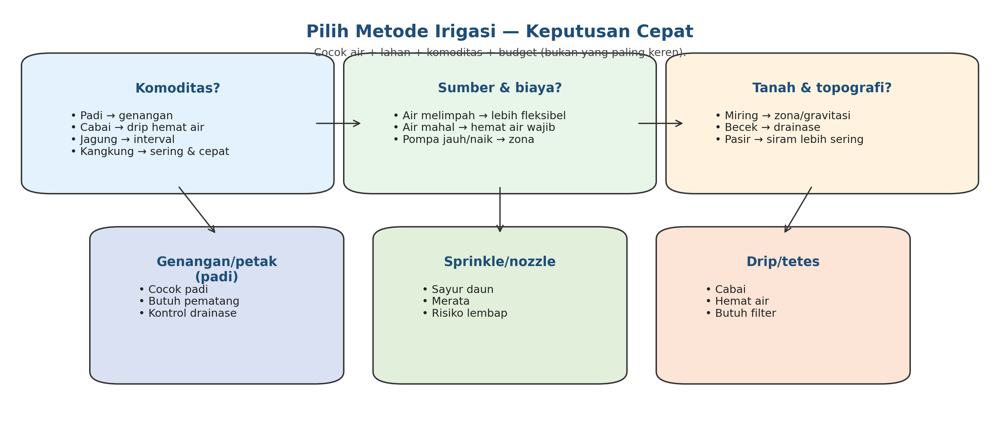 Pilih Metode Irigasi — Keputusan Cepat
Cocok air + lahan + komoditas + budget (bukan yang paling keren).
Komoditas?
• Padi → genangan
• Cabai → drip hemat air
• Jagung → interval
• Kangkung → sering & cepat
Sumber & biaya?
• Air melimpah → lebih fleksibel
• Air mahal → hemat air wajib
• Pompa jauh/naik → zona
Tanah & topografi?
• Miring → zona/gravitasi
• Becek → drainase
• Pasir → siram lebih sering
Genangan/petak
(padi)
• Cocok padi
• Butuh pematang
• Kontrol drainase
Sprinkle/nozzle
• Sayur daun
• Merata
• Risiko lembap
Drip/tetes
• Cabai
• Hemat air
• Butuh filter